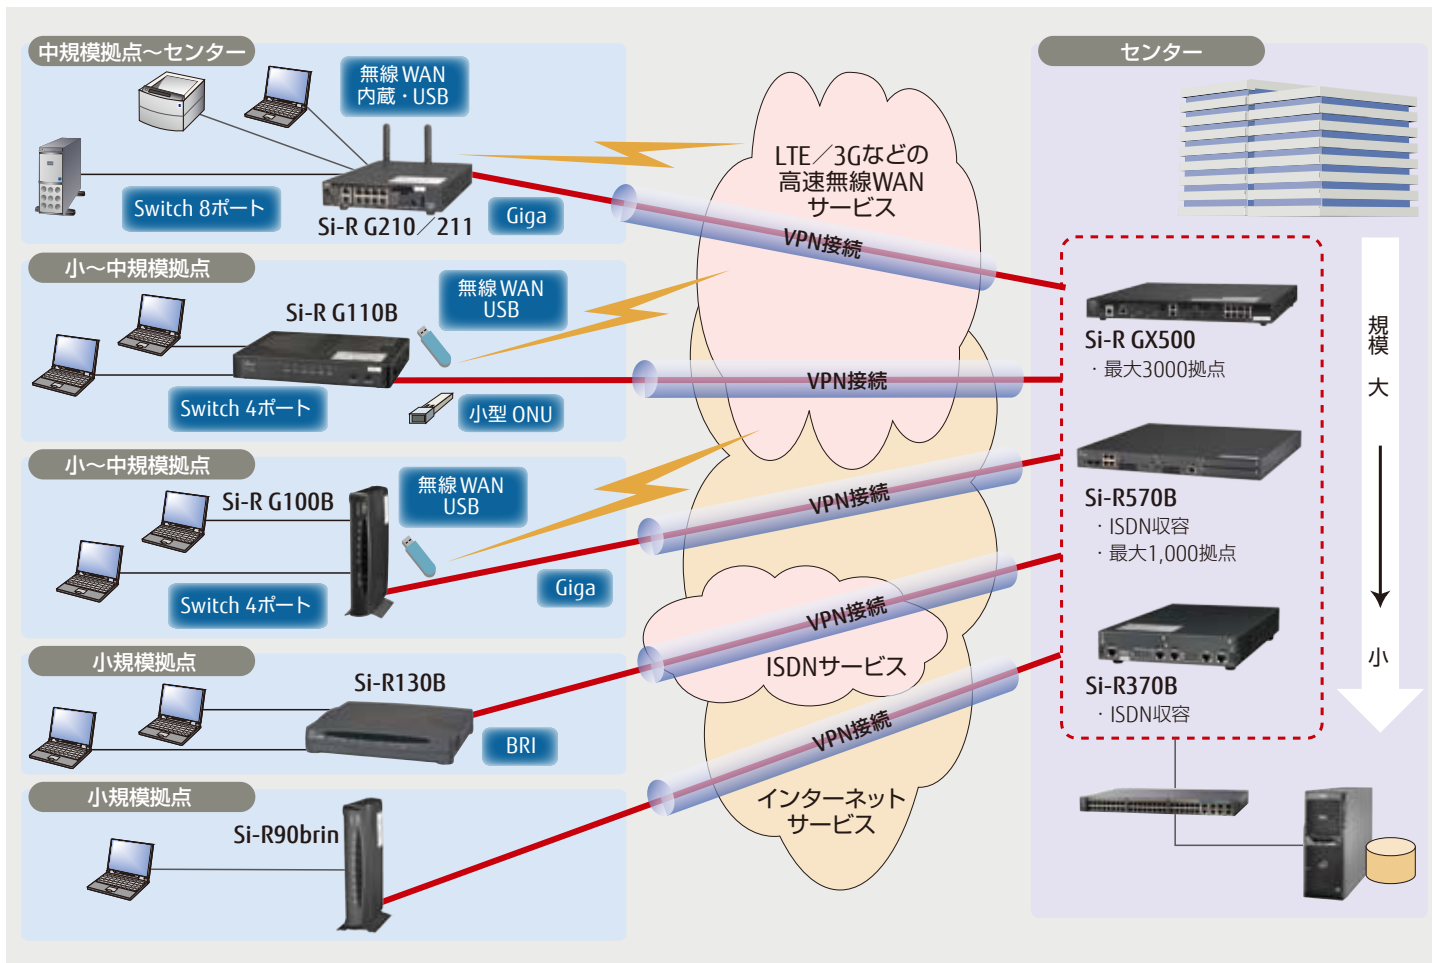 中規模拠点～センター
無線WAN
内蔵・USB
Switch 8ポート
Si-R G210／211
Giga
小～中規模拠点
Si-R G110B
無線WAN
USB
Switch 4ポート
小型 ONU
小～中規模拠点
Si-R G100B
無線WAN
USB
Switch 4ポート
Giga
小規模拠点
Si-R130B
BRI
小規模拠点
Si-R90brin
LTE／3Gなどの
高速無線WAN
サービス
VPN接続
VPN接続
VPN接続
VPN接続
ISDNサービス
VPN接続
インターネット
サービス
センター
Si-R GX500
・最大3000拠点
Si-R570B
・ISDN収容
・最大1,000拠点
Si-R370B
・ISDN収容
規模 大
小